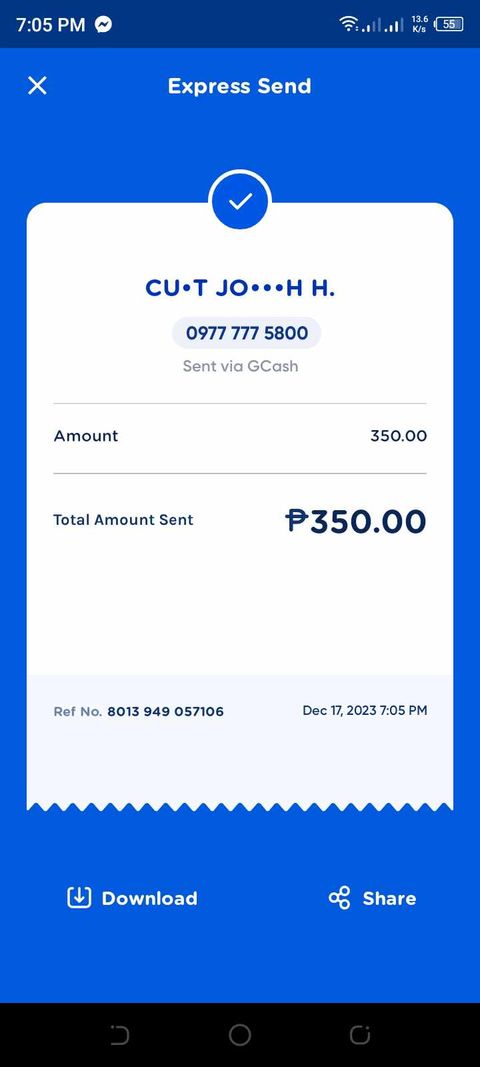 7:05 PM 13.6 K/s 55
Express Send
CU•T JO•••H H.
0977 777 5800
Sent via GCash
Amount 350.00
Total Amount Sent ₱350.00
Ref No. 8013 949 057106 Dec 17, 2023 7:05 PM
Download Share